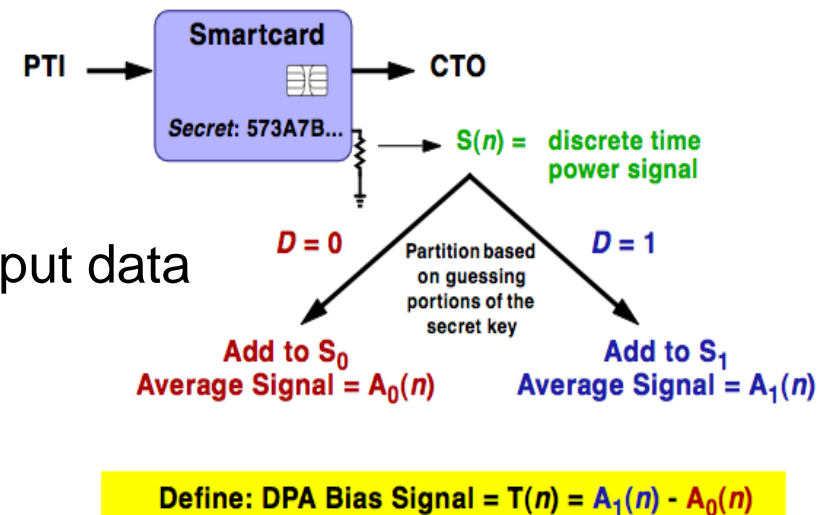 Smartcard
PTI
CTO
Secret: 573A7B...
S(n) = discrete time
power signal
put data
D = 0
D = 1
Partition based
on guessing
portions of the
secret key
Add to S₀
Average Signal = A₀(n)
Add to S₁
Average Signal = A₁(n)
Define: DPA Bias Signal = T(n) = A₁(n) - A₀(n)